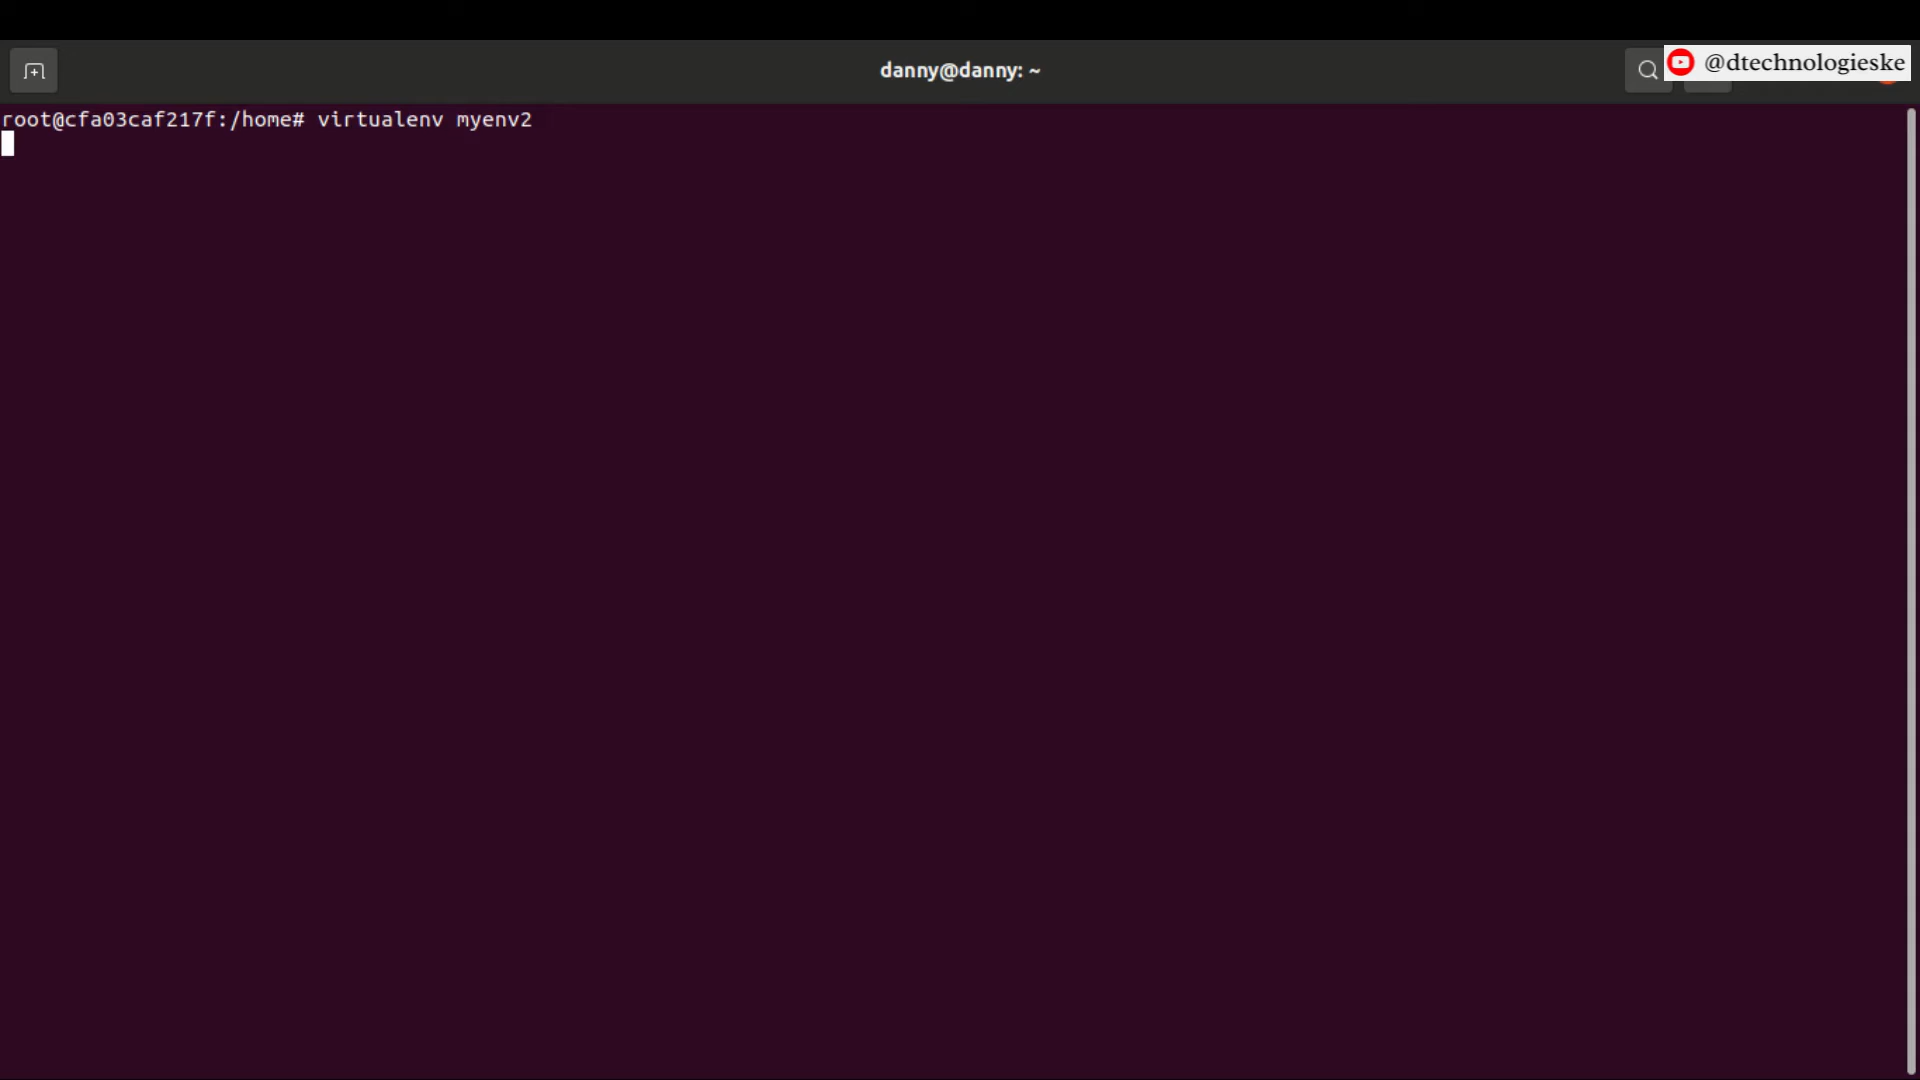 danny@danny: ~
@dtechnologieske
root@cfa03caf217f:/home# virtualenv myenv2